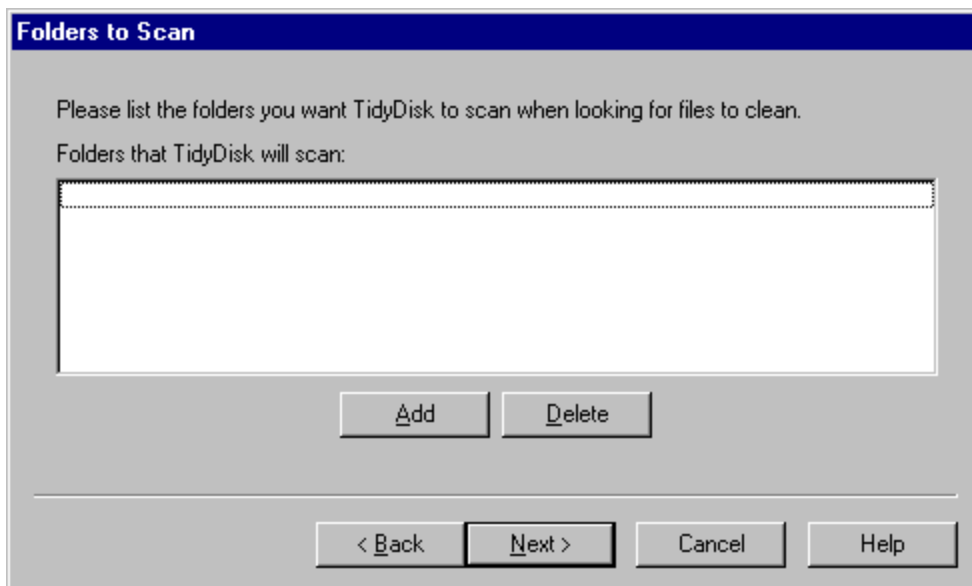 Folders to Scan
Please list the folders you want TidyDisk to scan when looking for files to clean.
Folders that TidyDisk will scan:
Add Delete
< Back Next > Cancel Help